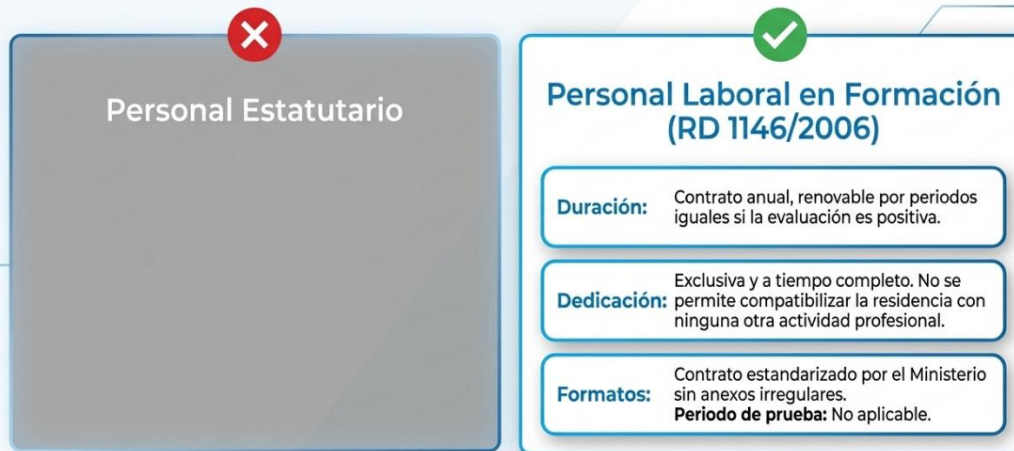 Personal Estatutario
Personal Laboral en Formación
(RD 1146/2006)
Duración: Contrato anual, renovable por periodos
iguales si la evaluación es positiva.
Dedicación: Exclusiva y a tiempo completo. No se
permite compatibilizar la residencia con
ninguna otra actividad profesional.
Formatos: Contrato estandarizado por el Ministerio
sin anexos irregulares.
Periodo de prueba: No aplicable.